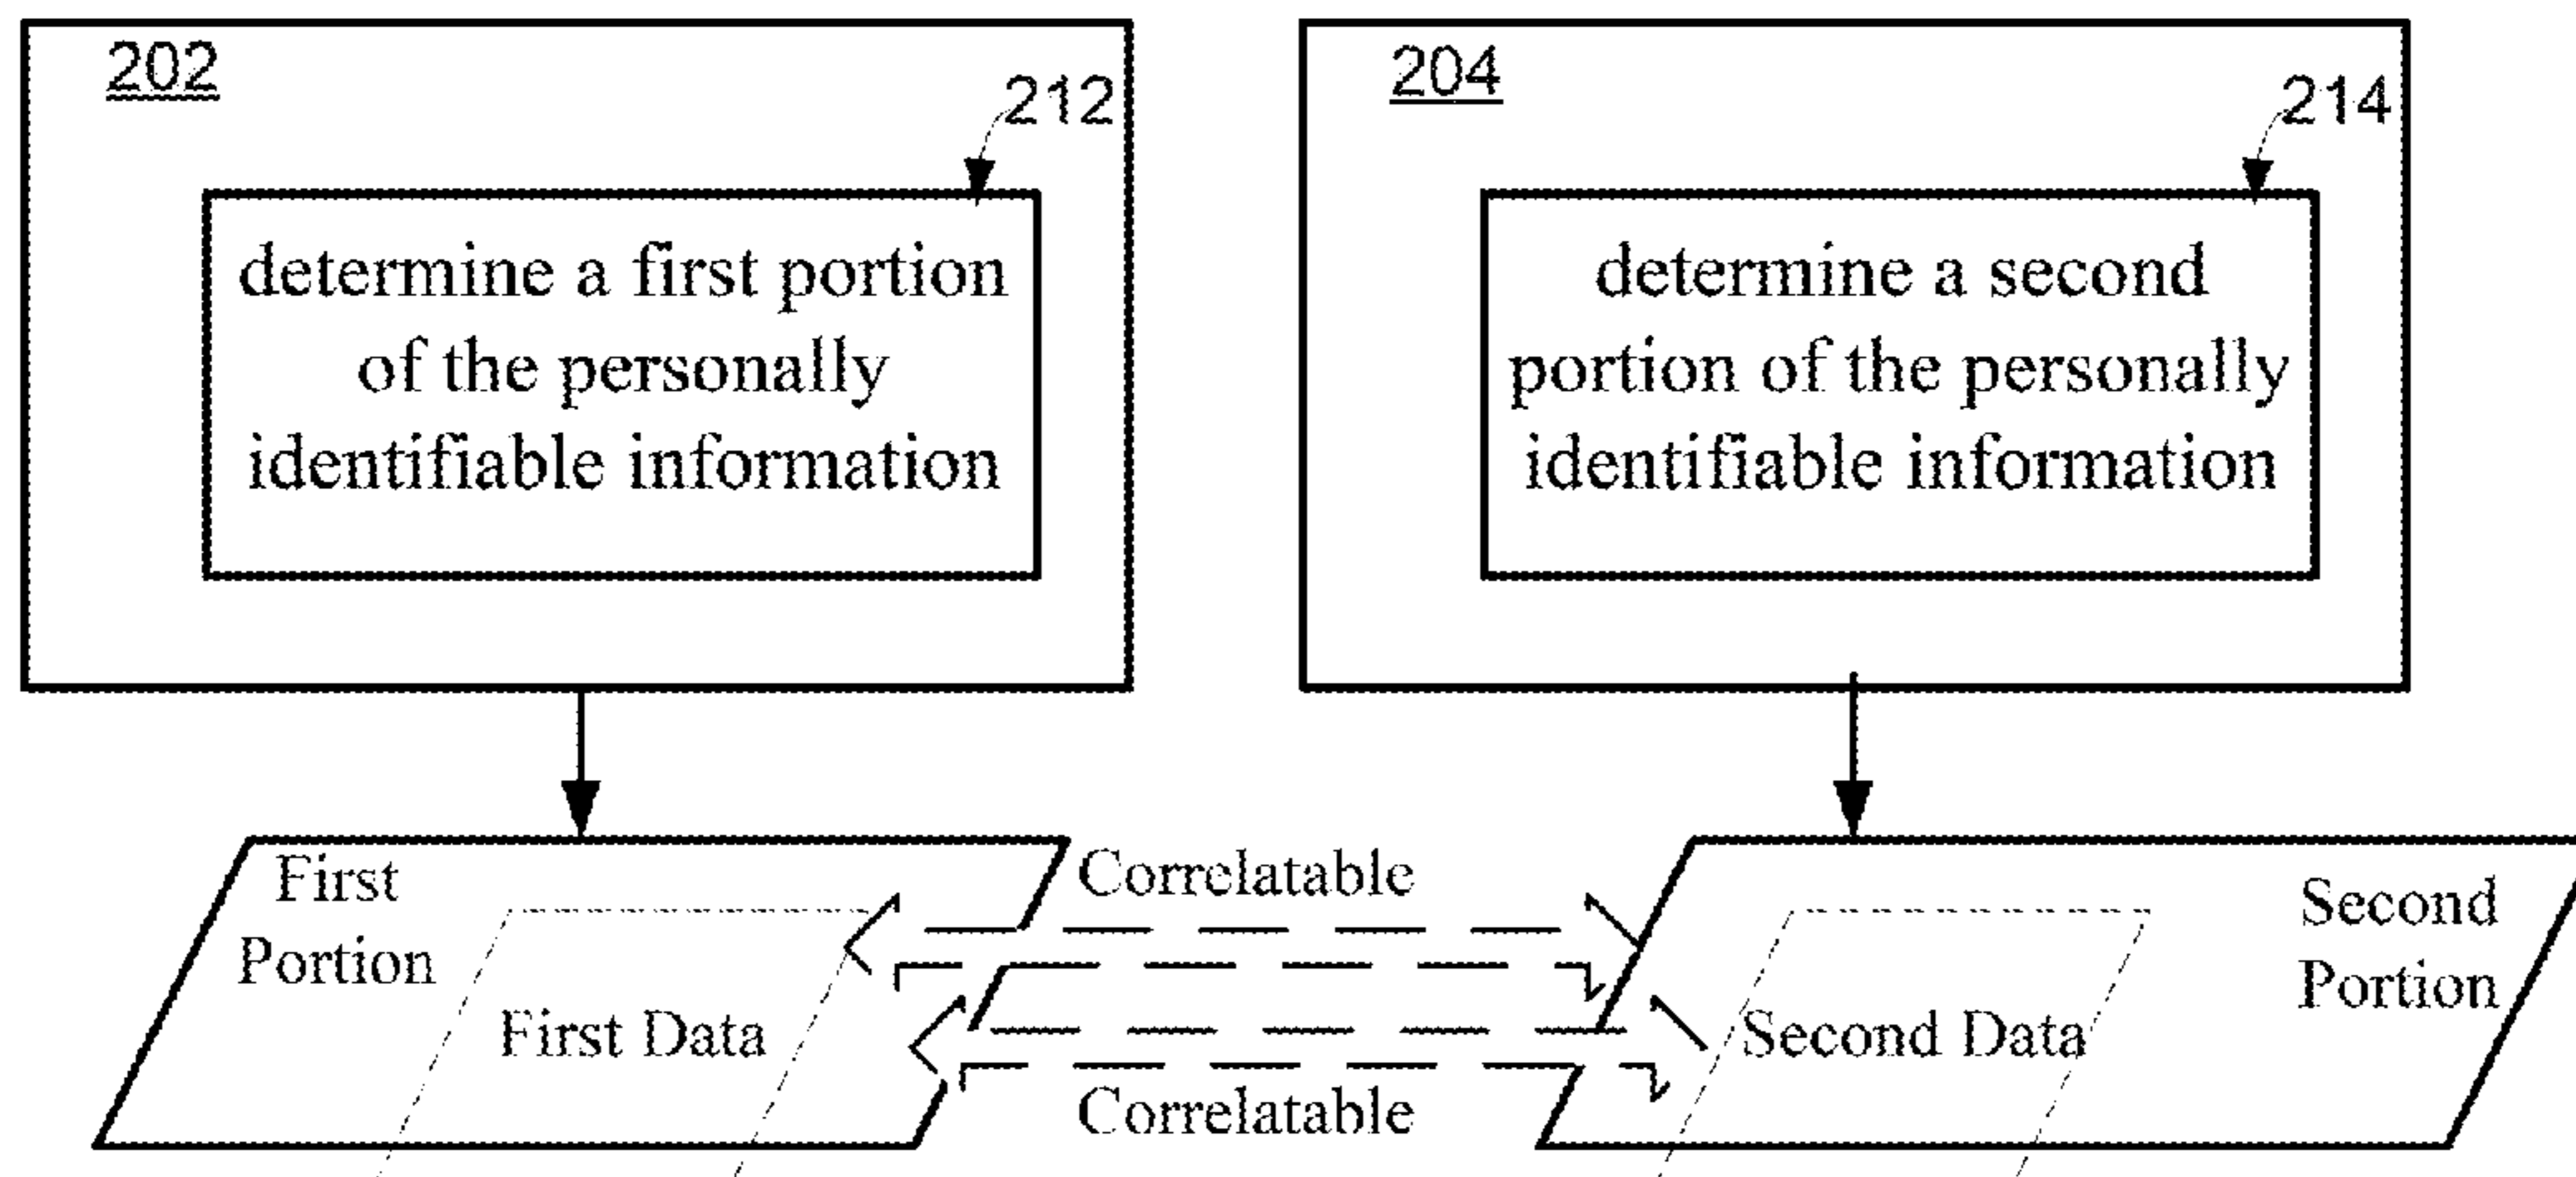 202
212
determine a first portion
of the personally
identifiable information
204
214
determine a second
portion of the personally
identifiable information
First
Portion
First Data
Correlatable
Correlatable
Second
Portion
Second Data